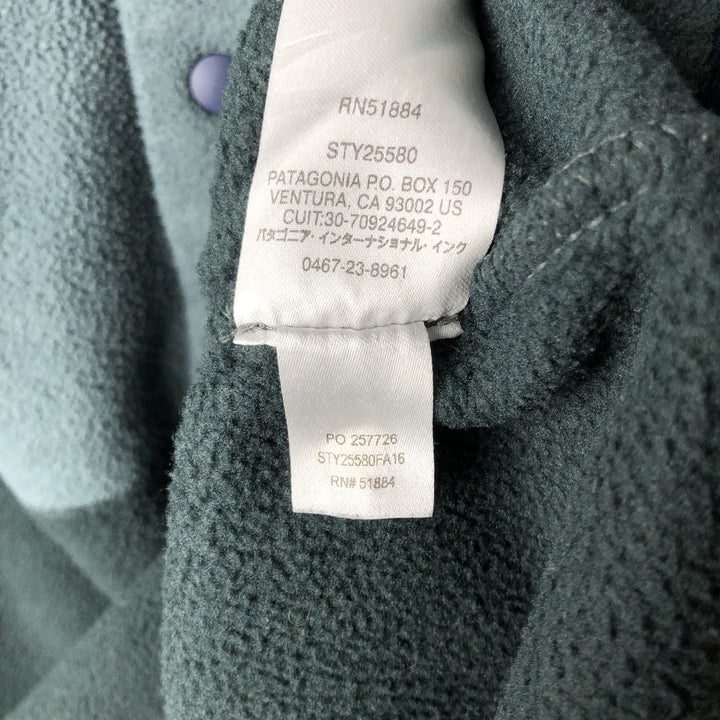 RN51884
STY25580
PATAGONIA P.O. BOX 150
VENTURA, CA 93002 US
CUIT:30-70924649-2
パタゴニア・インターナショナル・インク
0467-23-8961
PO 257726
STY25580FA16
RN# 51884